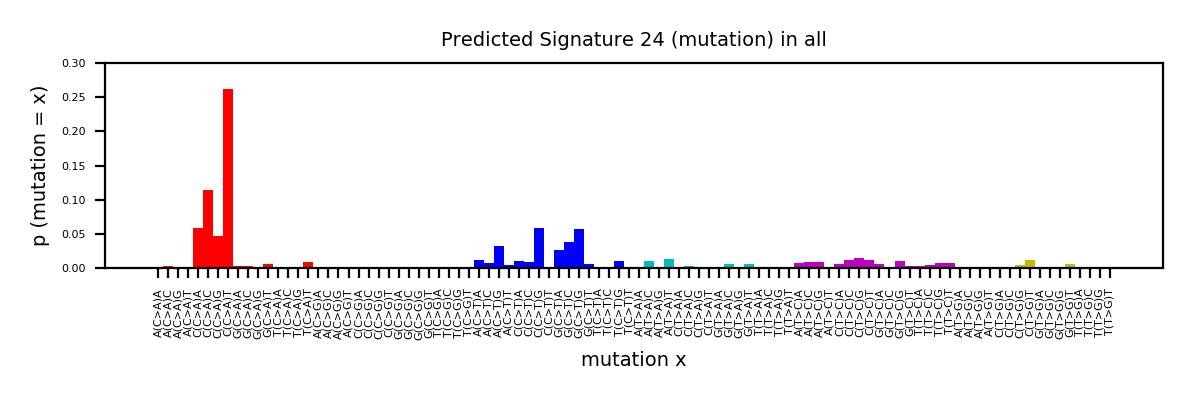 Predicted Signature 24 (mutation) in all
p (mutation = x)
0.30
0.25
0.20
0.15
0.10
0.05
0.00
A(C>A)A
A(C>A)C
A(C>A)G
A(C>A)T
C(C>A)A
C(C>A)C
C(C>A)G
C(C>A)T
G(C>A)A
G(C>A)C
G(C>A)G
G(C>A)T
T(C>A)A
T(C>A)C
T(C>A)G
T(C>A)T
A(C>G)A
A(C>G)C
A(C>G)G
A(C>G)T
C(C>G)A
C(C>G)C
C(C>G)G
C(C>G)T
G(C>G)A
G(C>G)C
G(C>G)G
G(C>G)T
T(C>G)A
T(C>G)C
T(C>G)G
T(C>G)T
A(C>T)A
A(C>T)C
A(C>T)G
A(C>T)T
C(C>T)A
C(C>T)C
C(C>T)G
C(C>T)T
G(C>T)A
G(C>T)C
G(C>T)G
G(C>T)T
T(C>T)A
T(C>T)C
T(C>T)G
T(C>T)T
A(T>A)A
A(T>A)C
A(T>A)G
A(T>A)T
C(T>A)A
C(T>A)C
C(T>A)G
C(T>A)T
G(T>A)A
G(T>A)C
G(T>A)G
G(T>A)T
T(T>A)A
T(T>A)C
T(T>A)G
T(T>A)T
A(T>C)A
A(T>C)C
A(T>C)G
A(T>C)T
C(T>C)A
C(T>C)C
C(T>C)G
C(T>C)T
G(T>C)A
G(T>C)C
G(T>C)G
G(T>C)T
T(T>C)A
T(T>C)C
T(T>C)G
T(T>C)T
A(T>G)A
A(T>G)C
A(T>G)G
A(T>G)T
C(T>G)A
C(T>G)C
C(T>G)G
C(T>G)T
G(T>G)A
G(T>G)C
G(T>G)G
G(T>G)T
T(T>G)A
T(T>G)C
T(T>G)G
T(T>G)T
mutation x